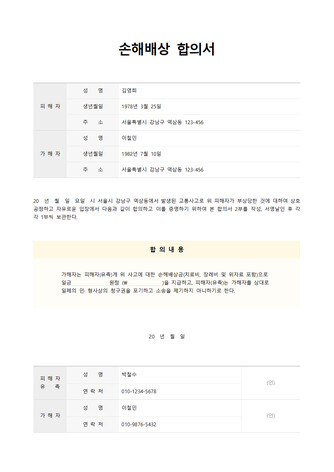 손해배상 합의서
피 해 자
성 명 김영희
생년월일 1978년 3월 25일
주 소 서울특별시 강남구 역삼동 123-456
가 해 자
성 명 이철민
생년월일 1982년 7월 10일
주 소 서울특별시 강남구 역삼동 123-456
20 년 월 일 요일 시 서울시 강남구 역삼동에서 발생된 교통사고로 위 피해자가 부상당한 것에 대하여 상호
공정하고 자유로운 입장에서 다음과 같이 합의하고 이를 증명하기 위하여 본 합의서 2부를 작성, 서명날인 후 각
각 1부씩 보관한다.
합 의 내 용
가해자는 피해자(유족)게 위 사고에 대한 손해배상금(치료비, 장례비 및 위자료 포함)으로
일금 원정 (₩ )을 지급하고, 피해자(유족)는 가해자를 상대로
일체의 민·형사상의 청구권을 포기하고 소송을 제기하지 아니하기로 한다.
20 년 월 일
피 해 자
유 족
성 명 박철수
연 락 처 010-1234-5678
(인)
가 해 자
성 명 이철민
연 락 처 010-9876-5432
(인)